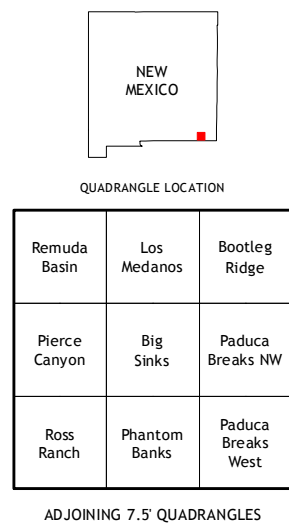 NEW
MEXICO
QUADRANGLE LOCATION
Remuda
Basin
Los
Medanos
Bootleg
Ridge
Pierce
Canyon
Big
Sinks
Paduca
Breaks NW
Ross
Ranch
Phantom
Banks
Paduca
Breaks
West
ADJOINING 7.5' QUADRANGLES